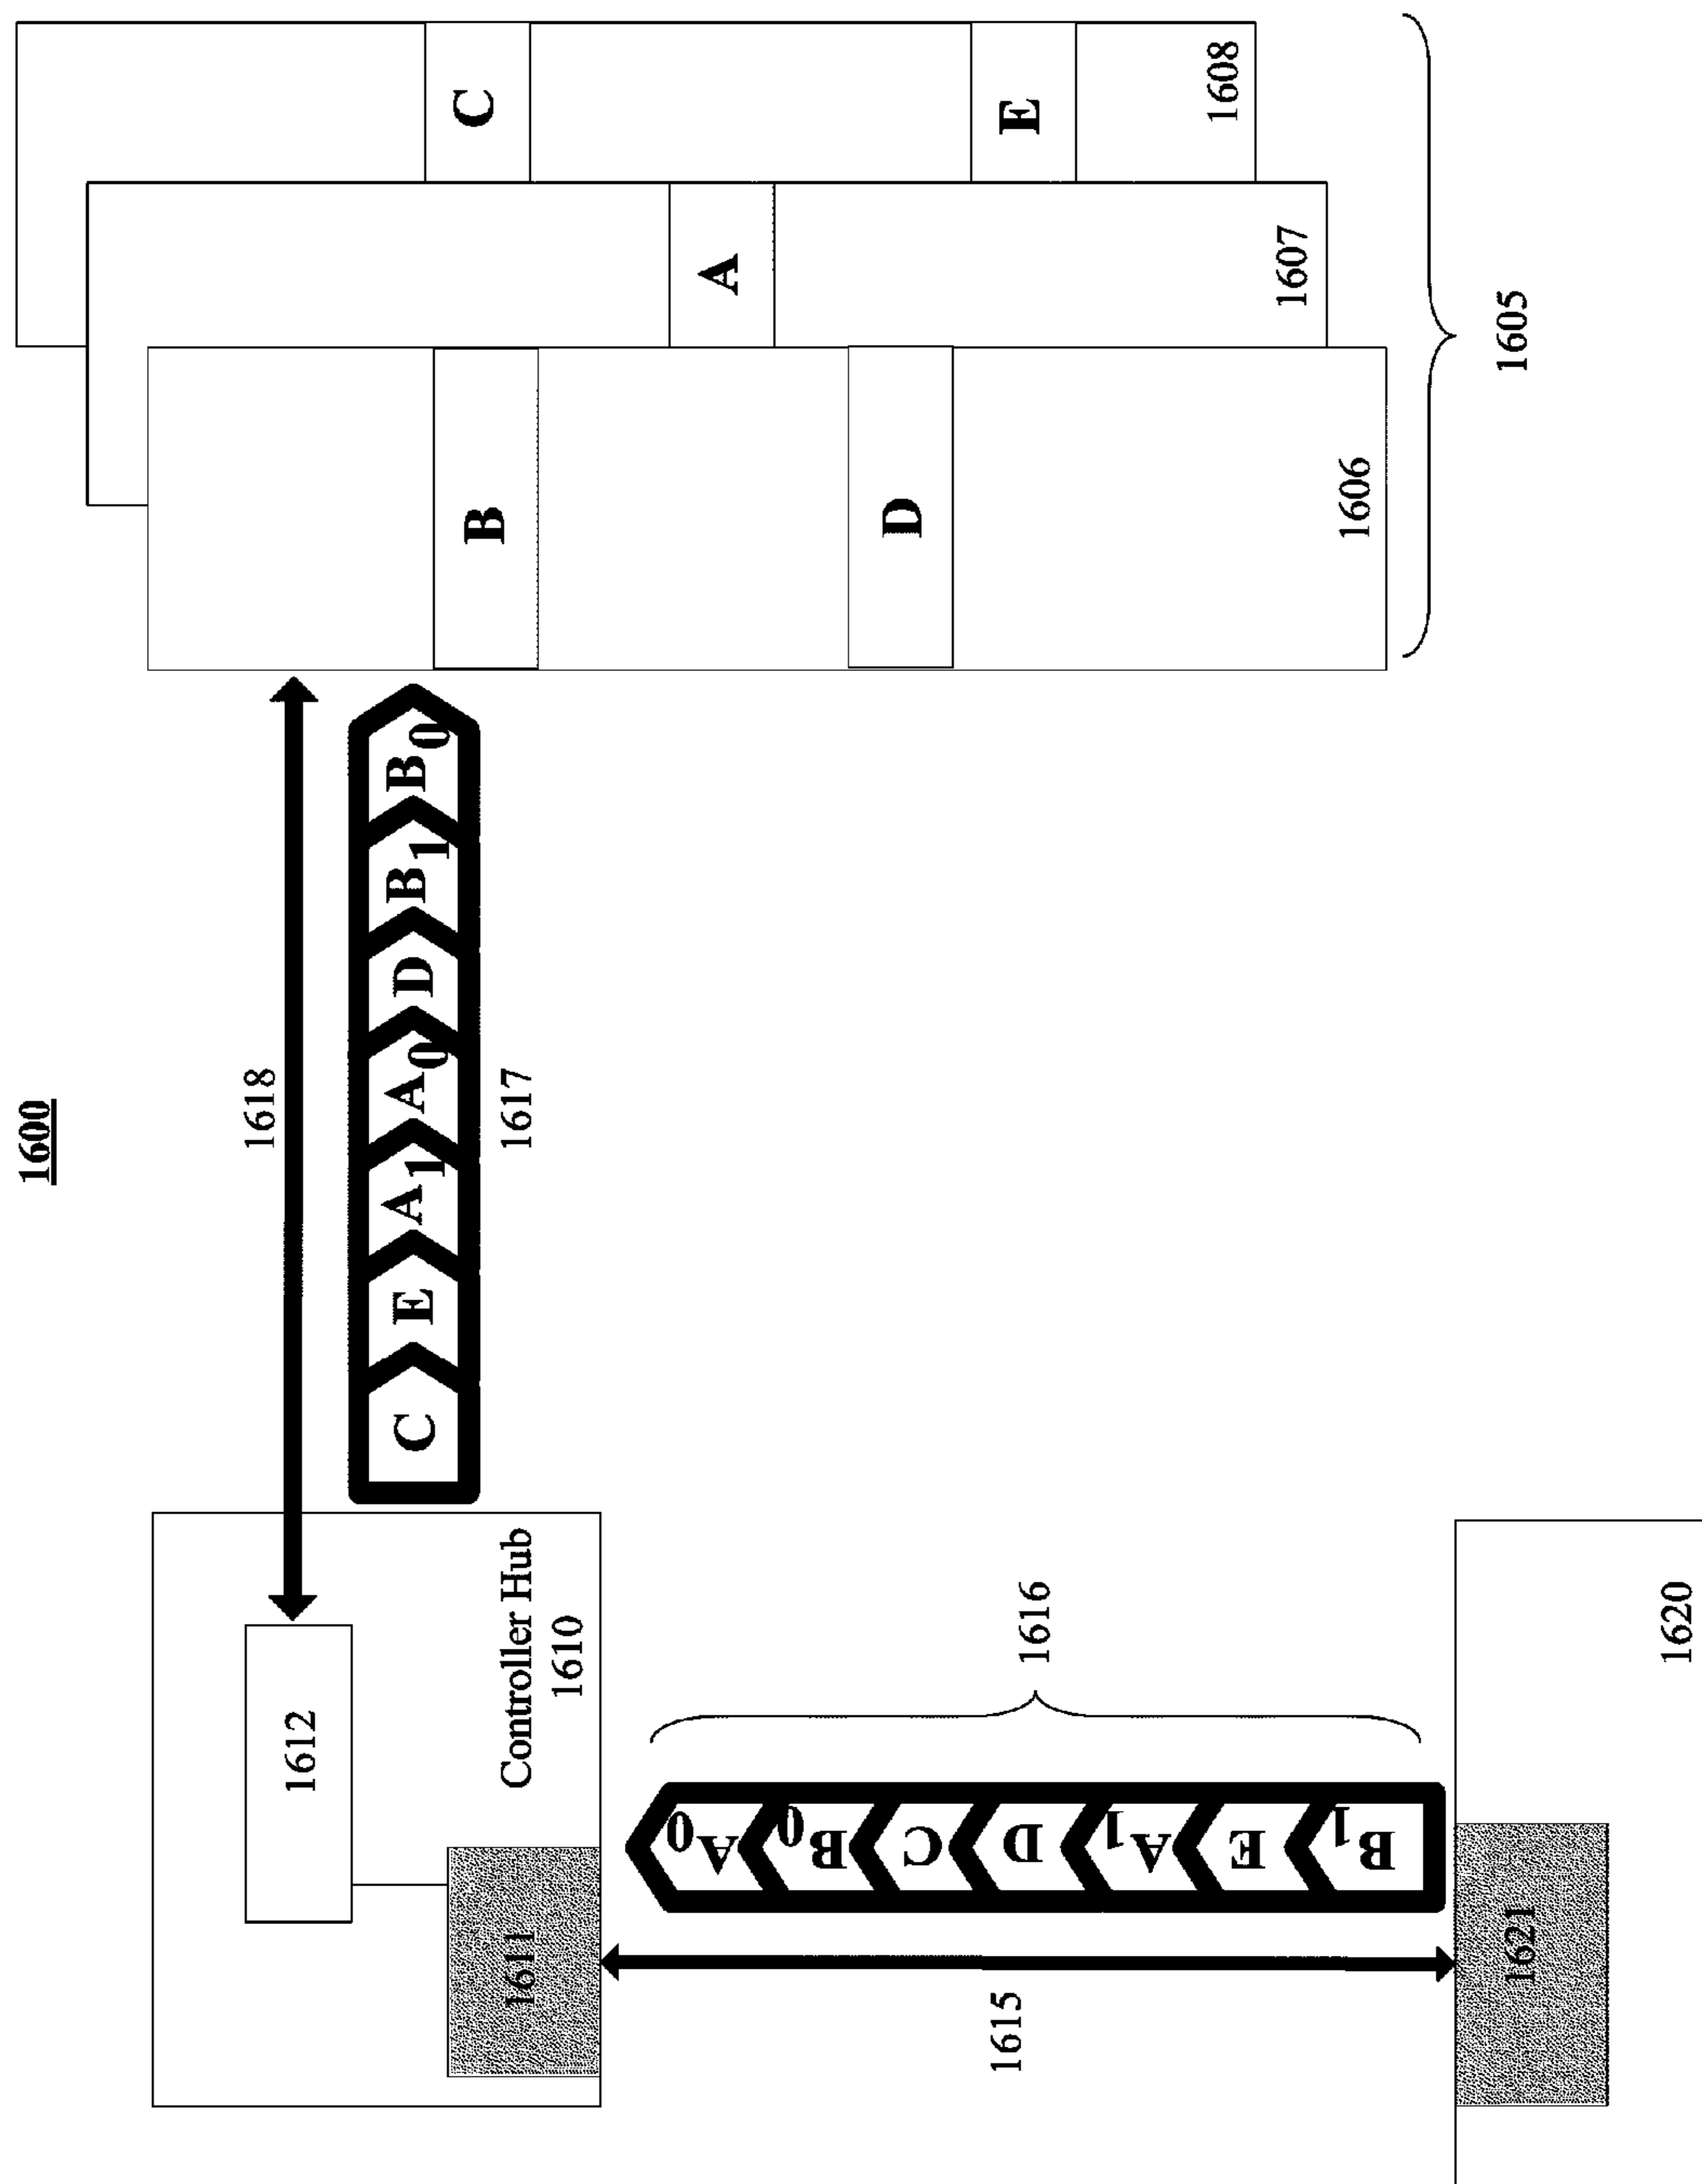 1600
1612
1611
Controller Hub
1610
1618
C E A1 A0 D B1 B0
1617
1615
A0 B0 C D A1 E B1
1616
1621
1620
D B
1606
A
1607
E C
1608
1605